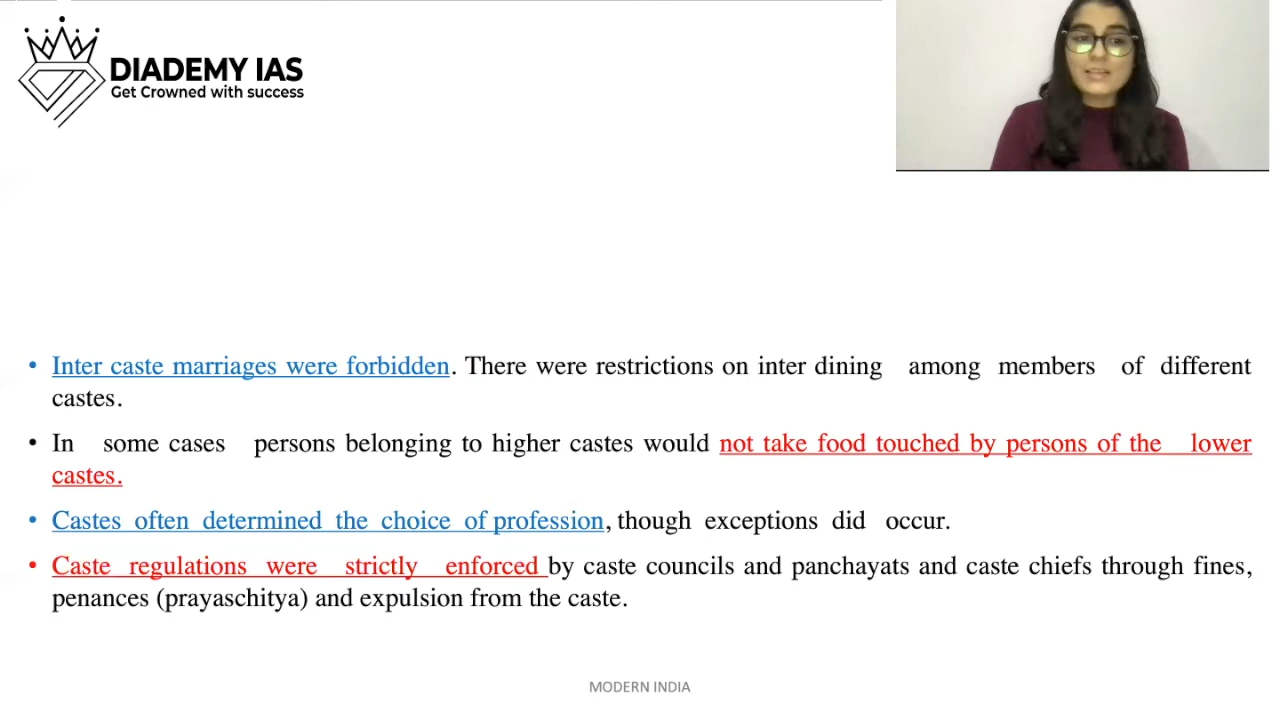 DIADEMY IAS
Get Crowned with success
• Inter caste marriages were forbidden. There were restrictions on inter dining among members of different
castes.
• In some cases persons belonging to higher castes would not take food touched by persons of the lower
castes.
• Castes often determined the choice of profession, though exceptions did occur.
• Caste regulations were strictly enforced by caste councils and panchayats and caste chiefs through fines,
penances (prayaschitya) and expulsion from the caste.
MODERN INDIA